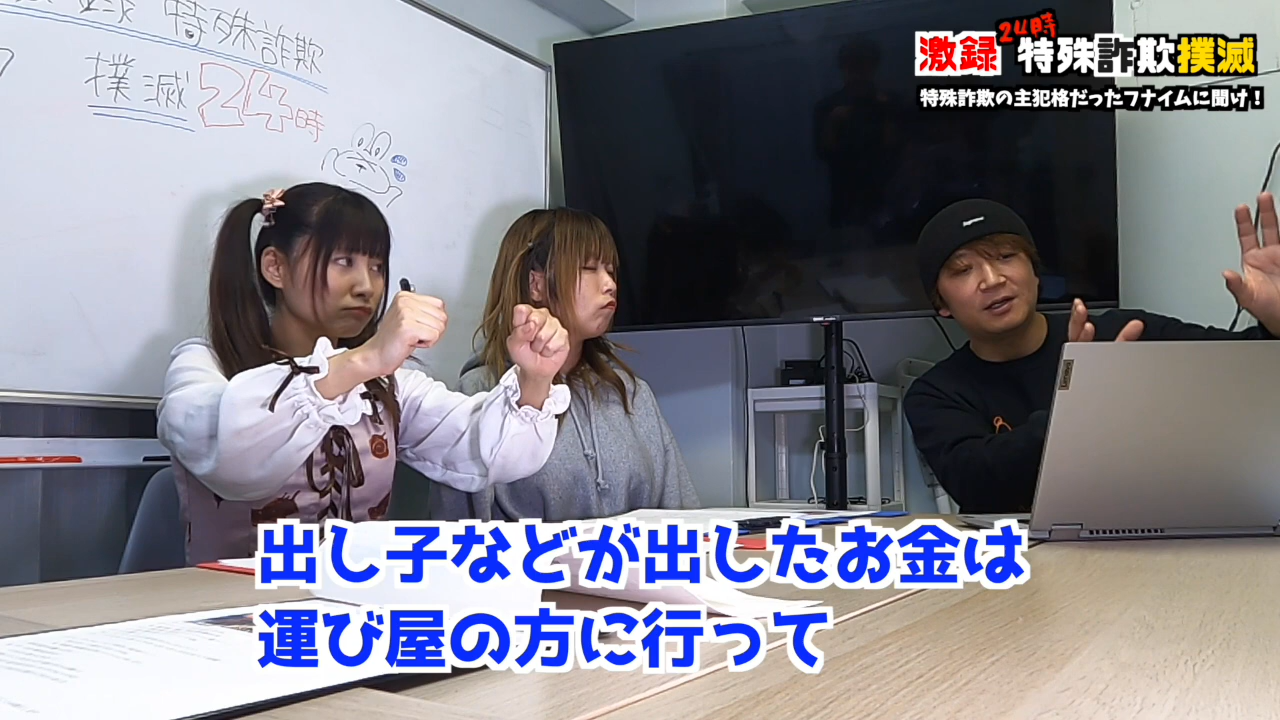 特殊詐欺
撲滅24時
激録 24時 特殊詐欺撲滅
特殊詐欺の主犯格だったフナイムに聞け！
Supreme
Lenovo
出し子などが出したお金は
運び屋の方に行って